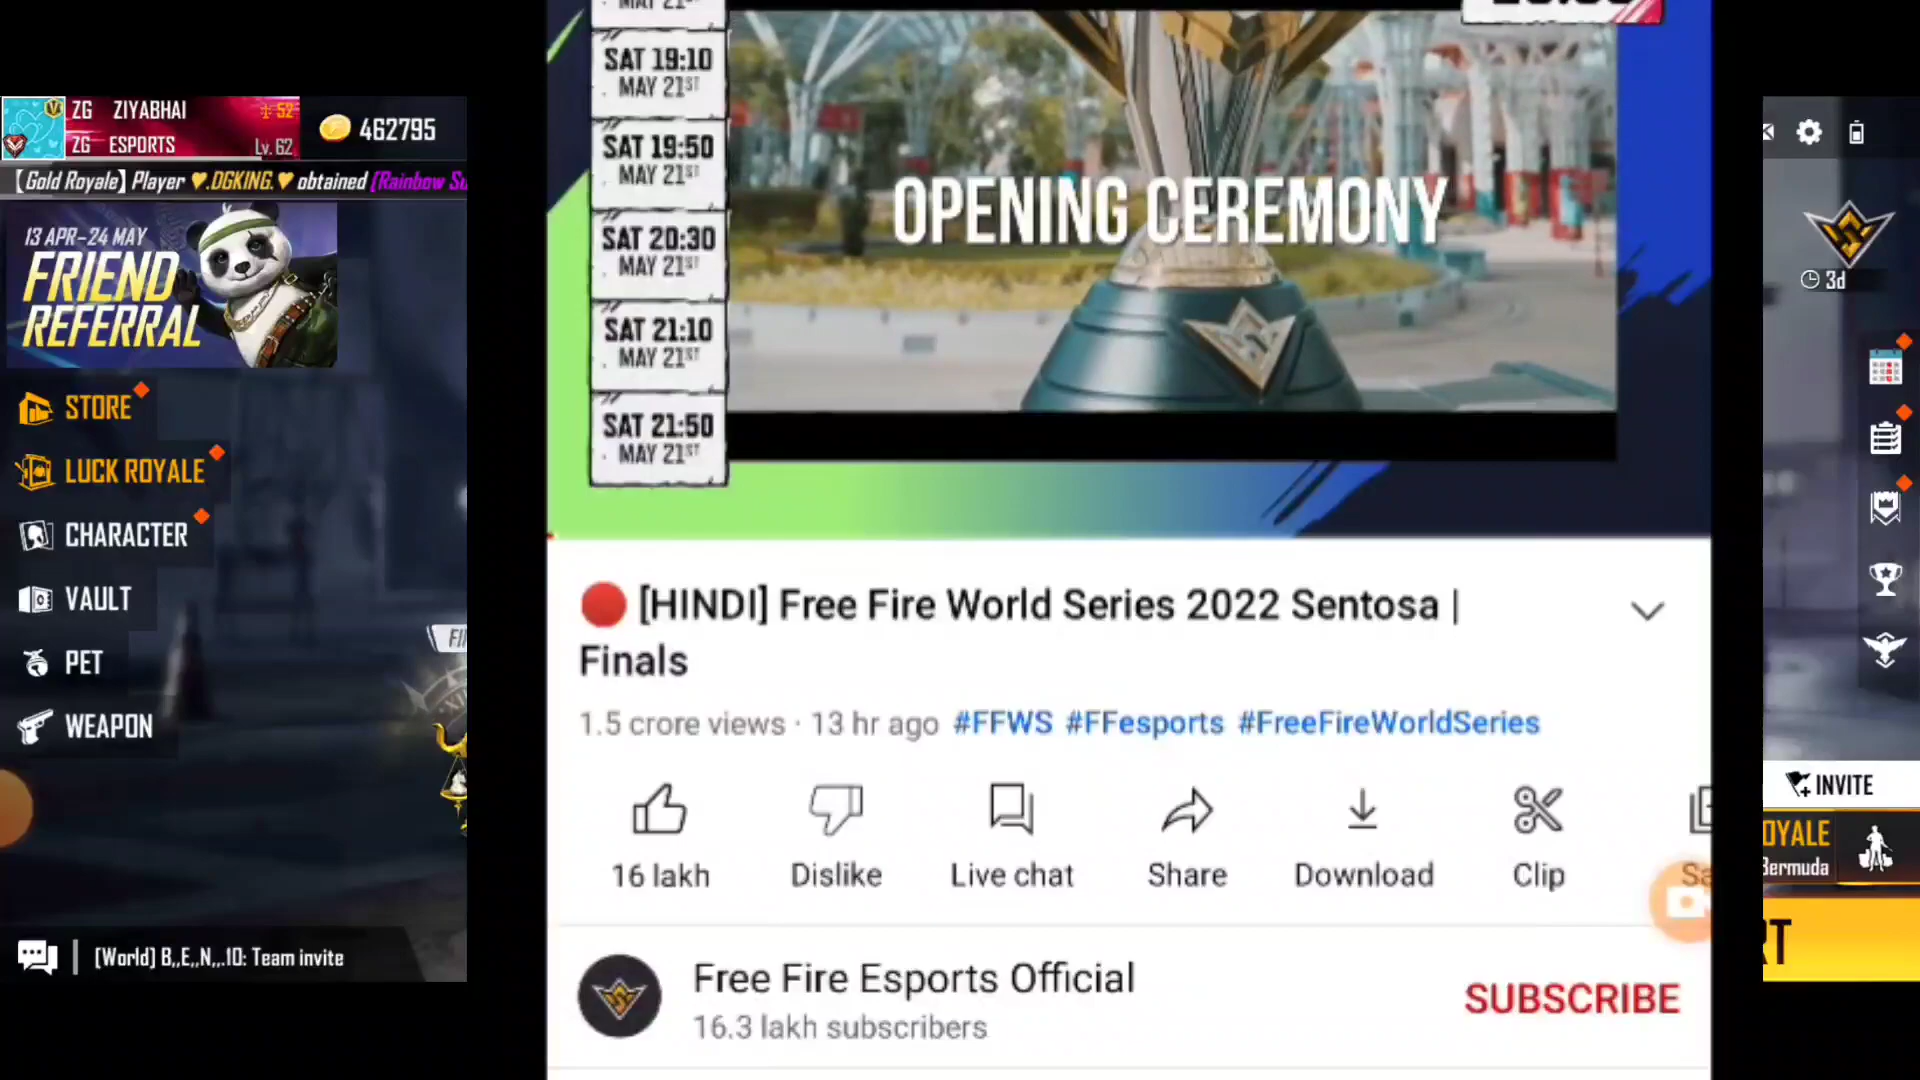 ZG ZIYABHAI
52
ZG ESPORTS
Lv. 62
462795
[Gold Royale] Player ♥.DGKING.♥ obtained [Rainbow
13 APR-24 MAY
FRIEND
REFERRAL
STORE
LUCK ROYALE
CHARACTER
VAULT
PET
WEAPON
[World] B,,E,,N,,.10: Team invite
MAY 21ST
SAT 19:10
MAY 21ST
SAT 19:50
MAY 21ST
SAT 20:30
MAY 21ST
SAT 21:10
MAY 21ST
SAT 21:50
MAY 21ST
OPENING CEREMONY
🔴 [HINDI] Free Fire World Series 2022 Sentosa |
Finals
1.5 crore views · 13 hr ago #FFWS #FFesports #FreeFireWorldSeries
16 lakh
Dislike
Live chat
Share
Download
Clip
Free Fire Esports Official
16.3 lakh subscribers
SUBSCRIBE
3d
INVITE
OYALE
Bermuda
RT